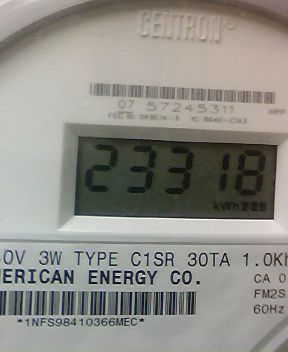 CENTRON®
07 57245311
23318
kWh
0V 3W TYPE C1SR 30TA 1.0Kh
ERICAN ENERGY CO.
CA 0
FM2S
60Hz
*1NFS98410366MEC*